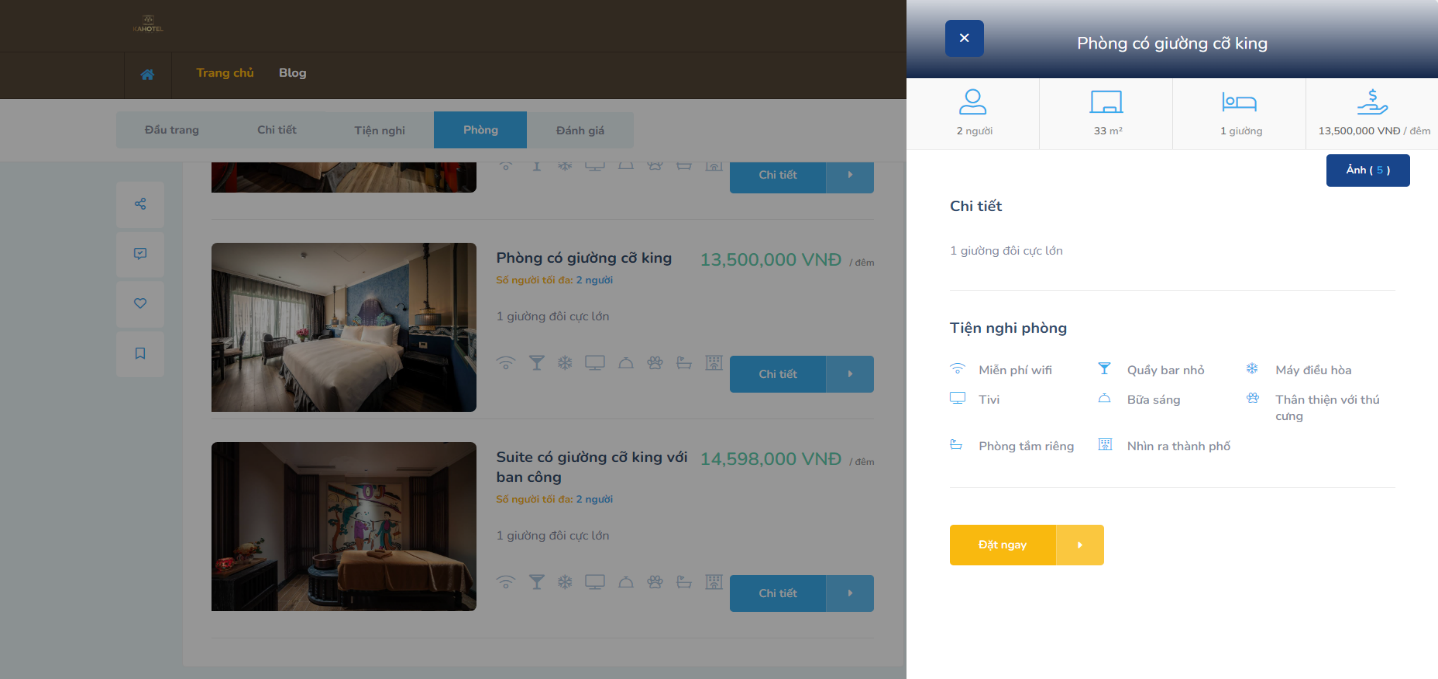 KAHOTEL
Trang chủ
Blog
Đầu trang
Chi tiết
Tiện nghi
Phòng
Đánh giá
Chi tiết
Phòng có giường cỡ king
13,500,000 VNĐ / đêm
Số người tối đa: 2 người
1 giường đôi cực lớn
Chi tiết
Suite có giường cỡ king với
ban công
14,598,000 VNĐ / đêm
Số người tối đa: 2 người
1 giường đôi cực lớn
Chi tiết
Phòng có giường cỡ king
2 người
33 m²
1 giường
13,500,000 VNĐ / đêm
Ảnh ( 5 )
Chi tiết
1 giường đôi cực lớn
Tiện nghi phòng
Miễn phí wifi
Quầy bar nhỏ
Máy điều hòa
Tivi
Bữa sáng
Thân thiện với thú
cưng
Phòng tắm riêng
Nhìn ra thành phố
Đặt ngay